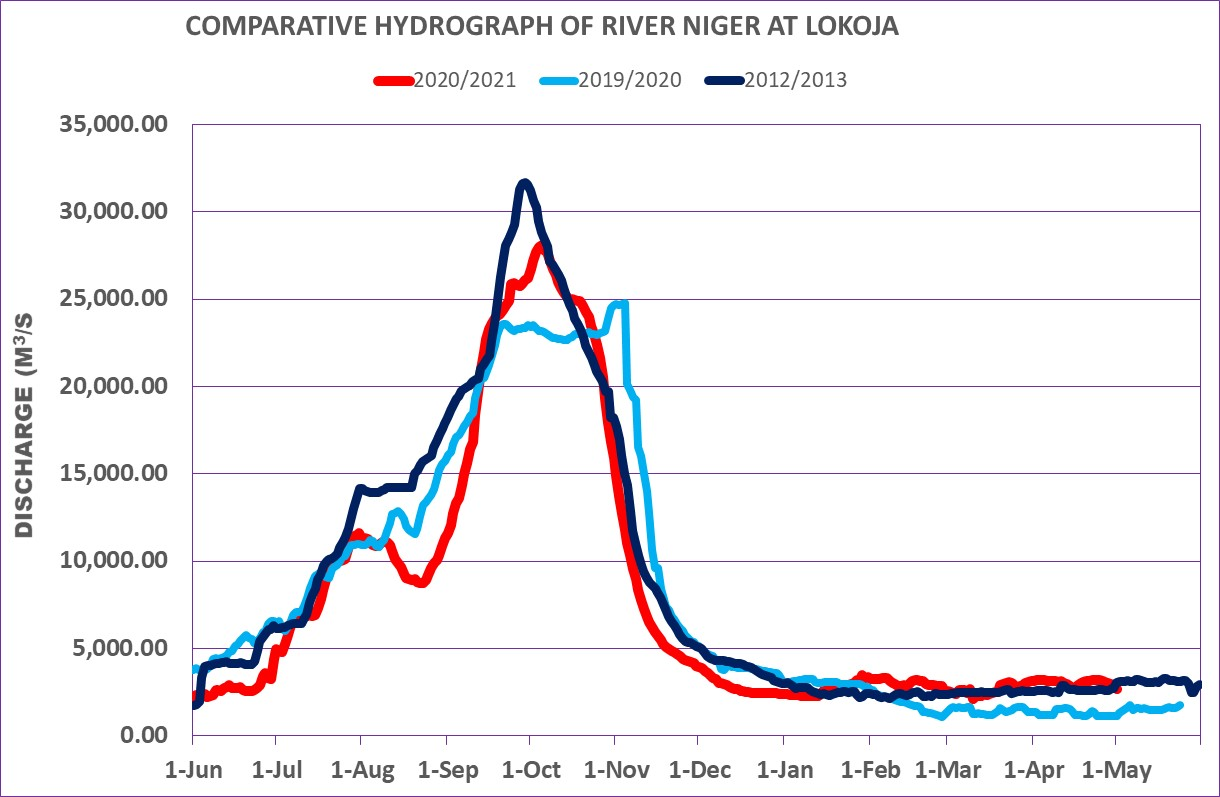 COMPARATIVE HYDROGRAPH OF RIVER NIGER AT LOKOJA
2020/2021 2019/2020 2012/2013
35,000.00
30,000.00
25,000.00
20,000.00
15,000.00
10,000.00
5,000.00
0.00
DISCHARGE (M³/S
1-Jun 1-Jul 1-Aug 1-Sep 1-Oct 1-Nov 1-Dec 1-Jan 1-Feb 1-Mar 1-Apr 1-May